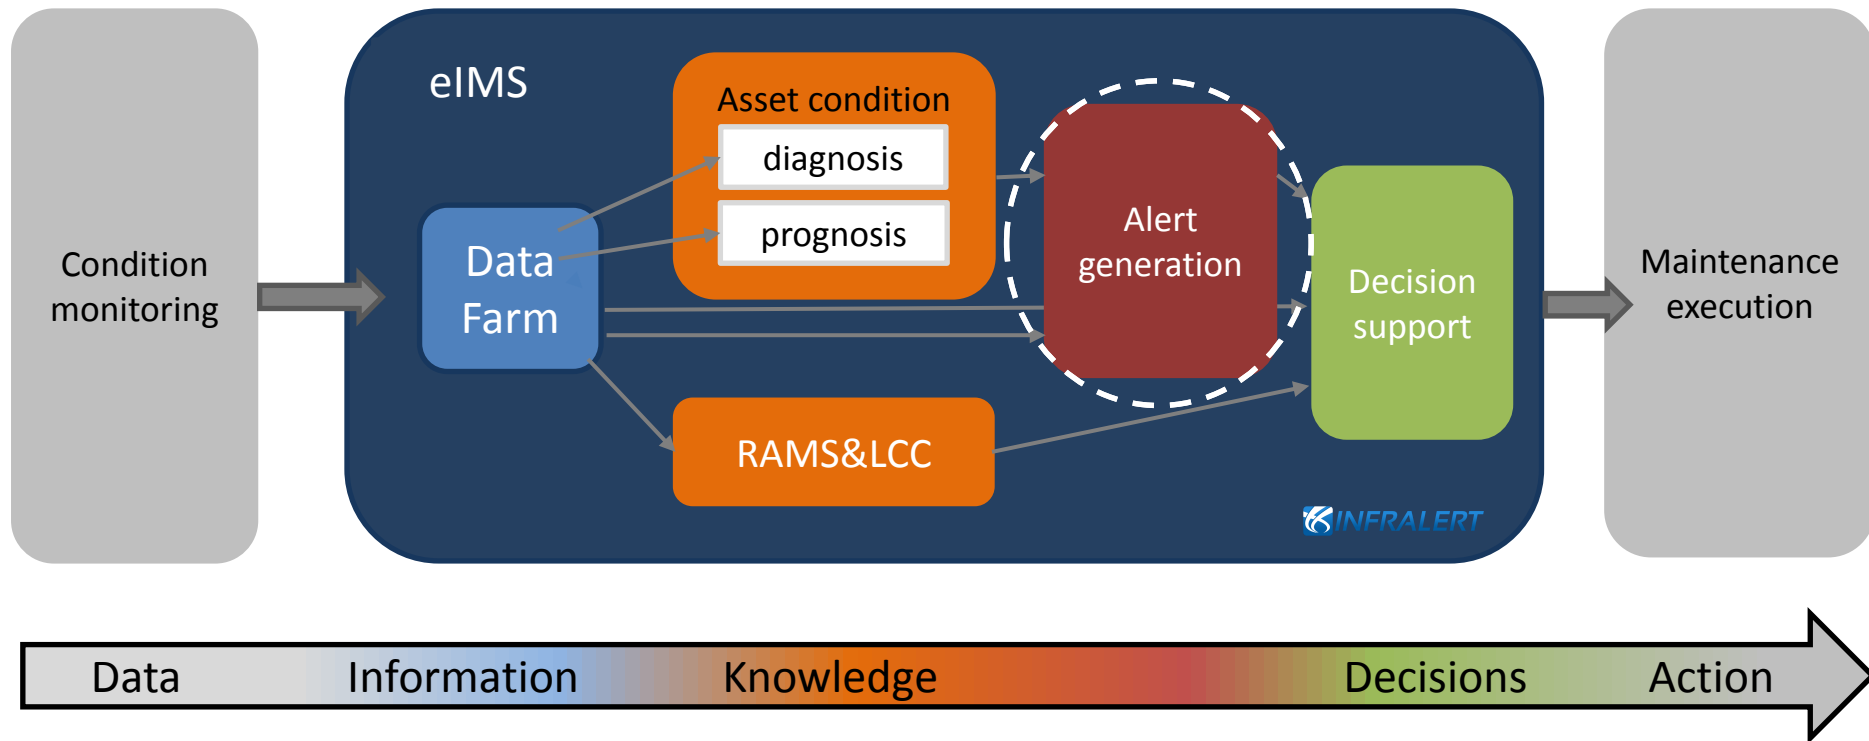 Condition
monitoring
eIMS
Data
Farm
Asset condition
diagnosis
prognosis
RAMS&LCC
Alert
generation
Decision
support
INFRALERT
Maintenance
execution
Data
Information
Knowledge
Decisions
Action